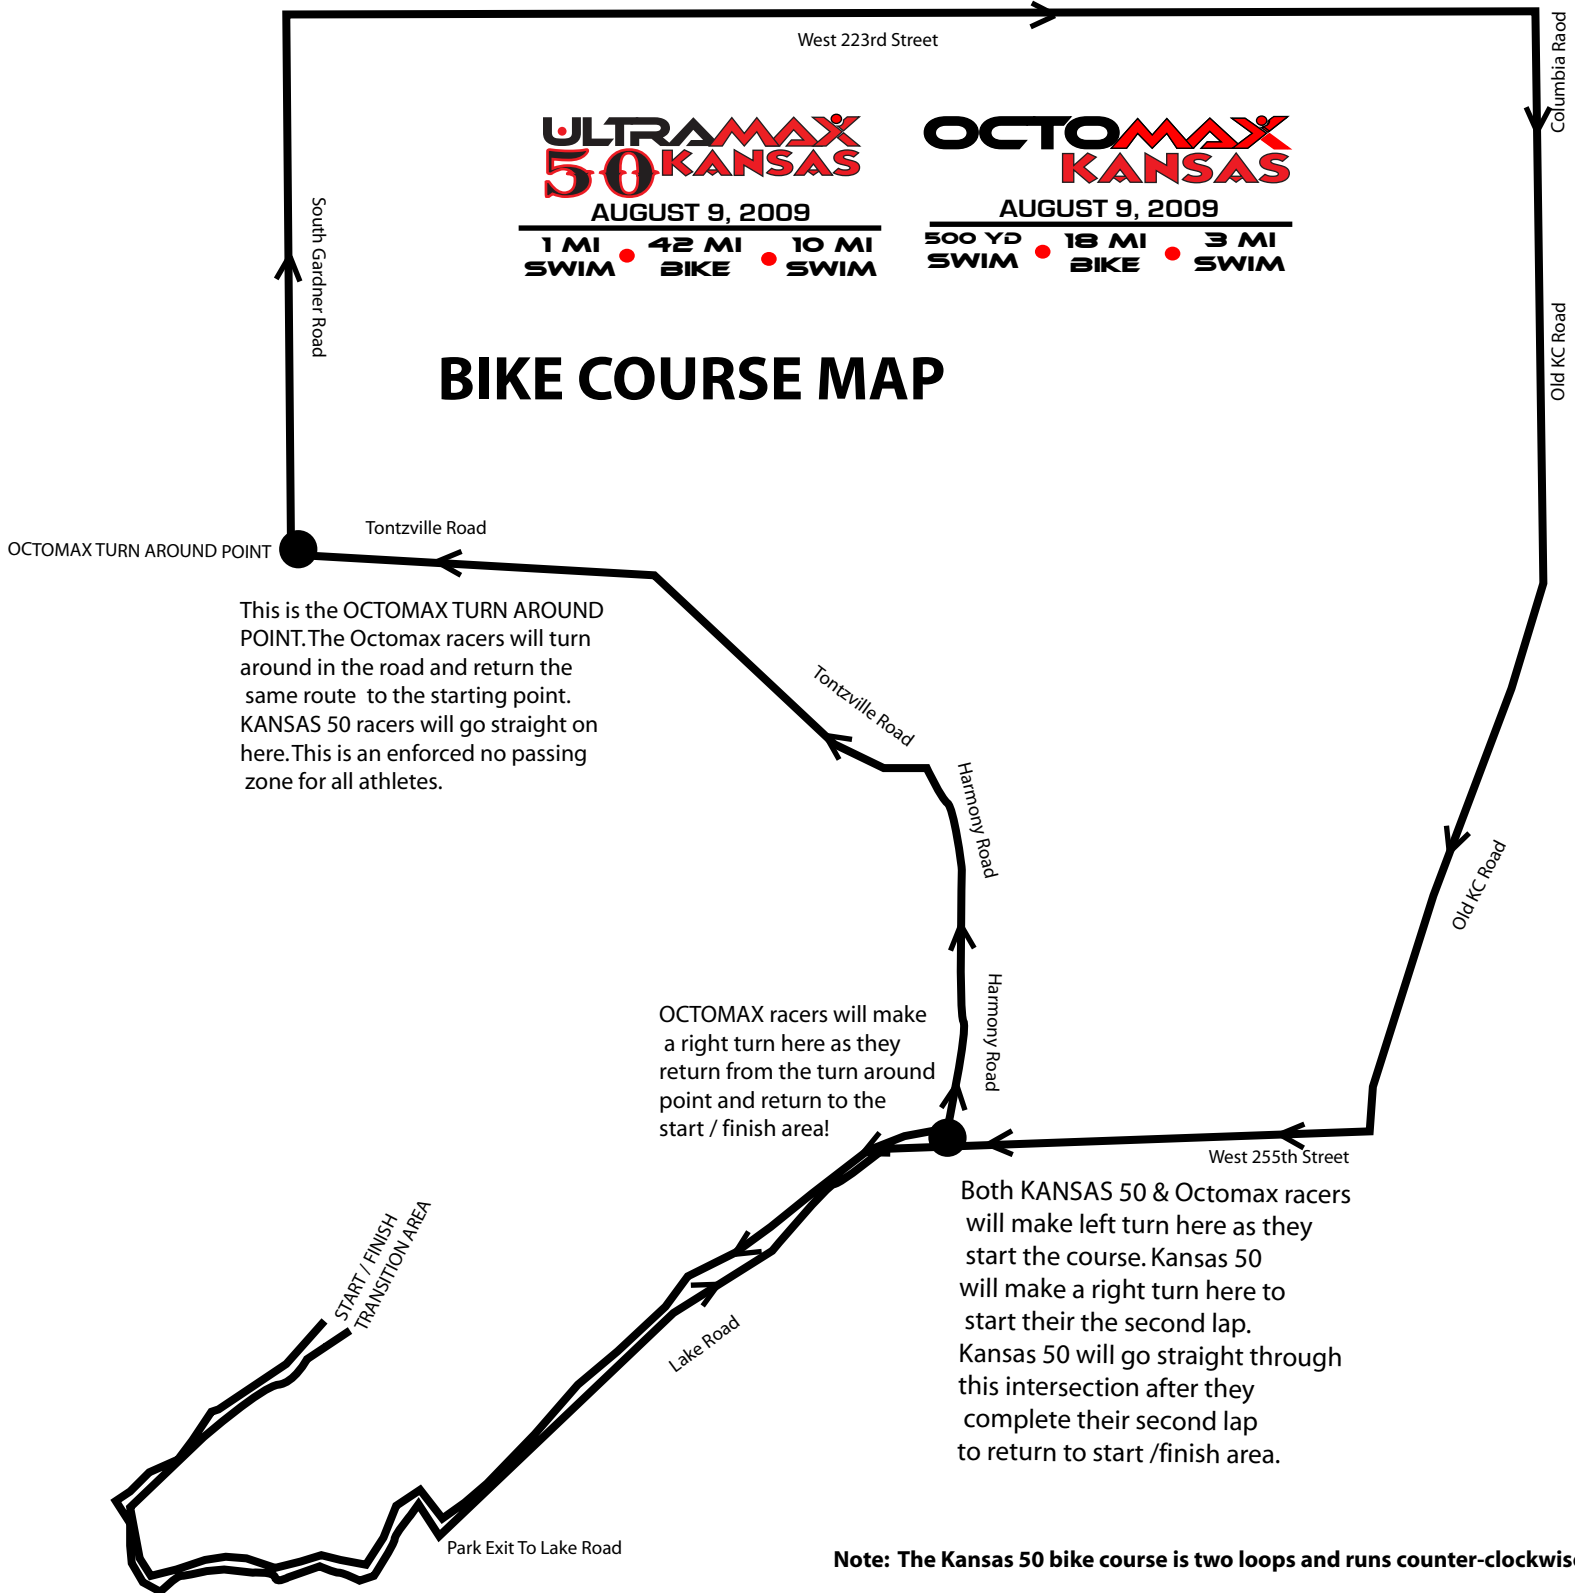 West 223rd Street
Columbia Raod
ULTRAMAX
50 KANSAS
AUGUST 9, 2009
1 MI SWIM • 42 MI BIKE • 10 MI SWIM
OCTOMAX
KANSAS
AUGUST 9, 2009
500 YD SWIM • 18 MI BIKE • 3 MI SWIM
South Gardner Road
Old KC Road
BIKE COURSE MAP
Tontzville Road
OCTOMAX TURN AROUND POINT
This is the OCTOMAX TURN AROUND
POINT. The Octomax racers will turn
around in the road and return the
same route to the starting point.
KANSAS 50 racers will go straight on
here. This is an enforced no passing
zone for all athletes.
Tontzville Road
Harmony Road
Old KC Road
Harmony Road
OCTOMAX racers will make
a right turn here as they
return from the turn around
point and return to the
start / finish area!
West 255th Street
Both KANSAS 50 & Octomax racers
will make left turn here as they
start the course. Kansas 50
will make a right turn here to
start their the second lap.
Kansas 50 will go straight through
this intersection after they
complete their second lap
to return to start /finish area.
START / FINISH
TRANSITION AREA
Lake Road
Park Exit To Lake Road
Note: The Kansas 50 bike course is two loops and runs counter-clockwise